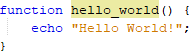 function hello_world() {
    echo "Hello World!";
}